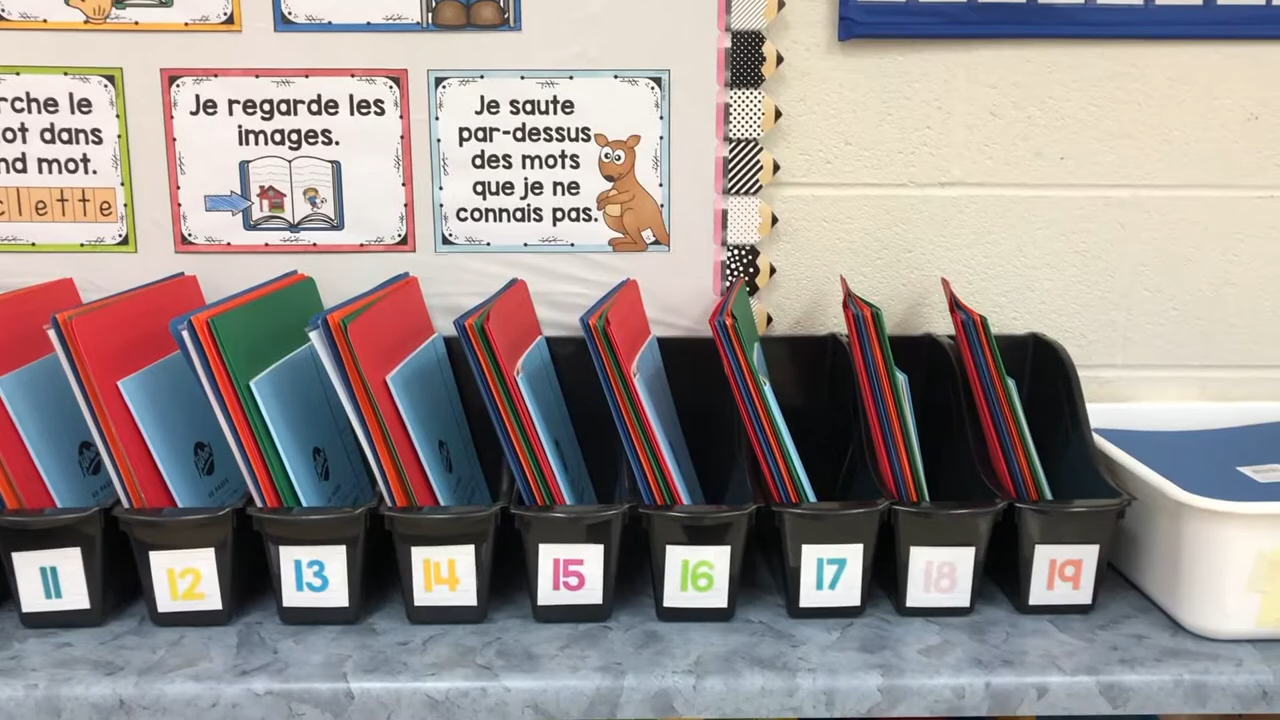 rche le
ot dans
nd mot.
clette
Je regarde les
images.
Je saute
par-dessus
des mots
que je ne
connais pas.
11
12
13
14
15
16
17
18
19